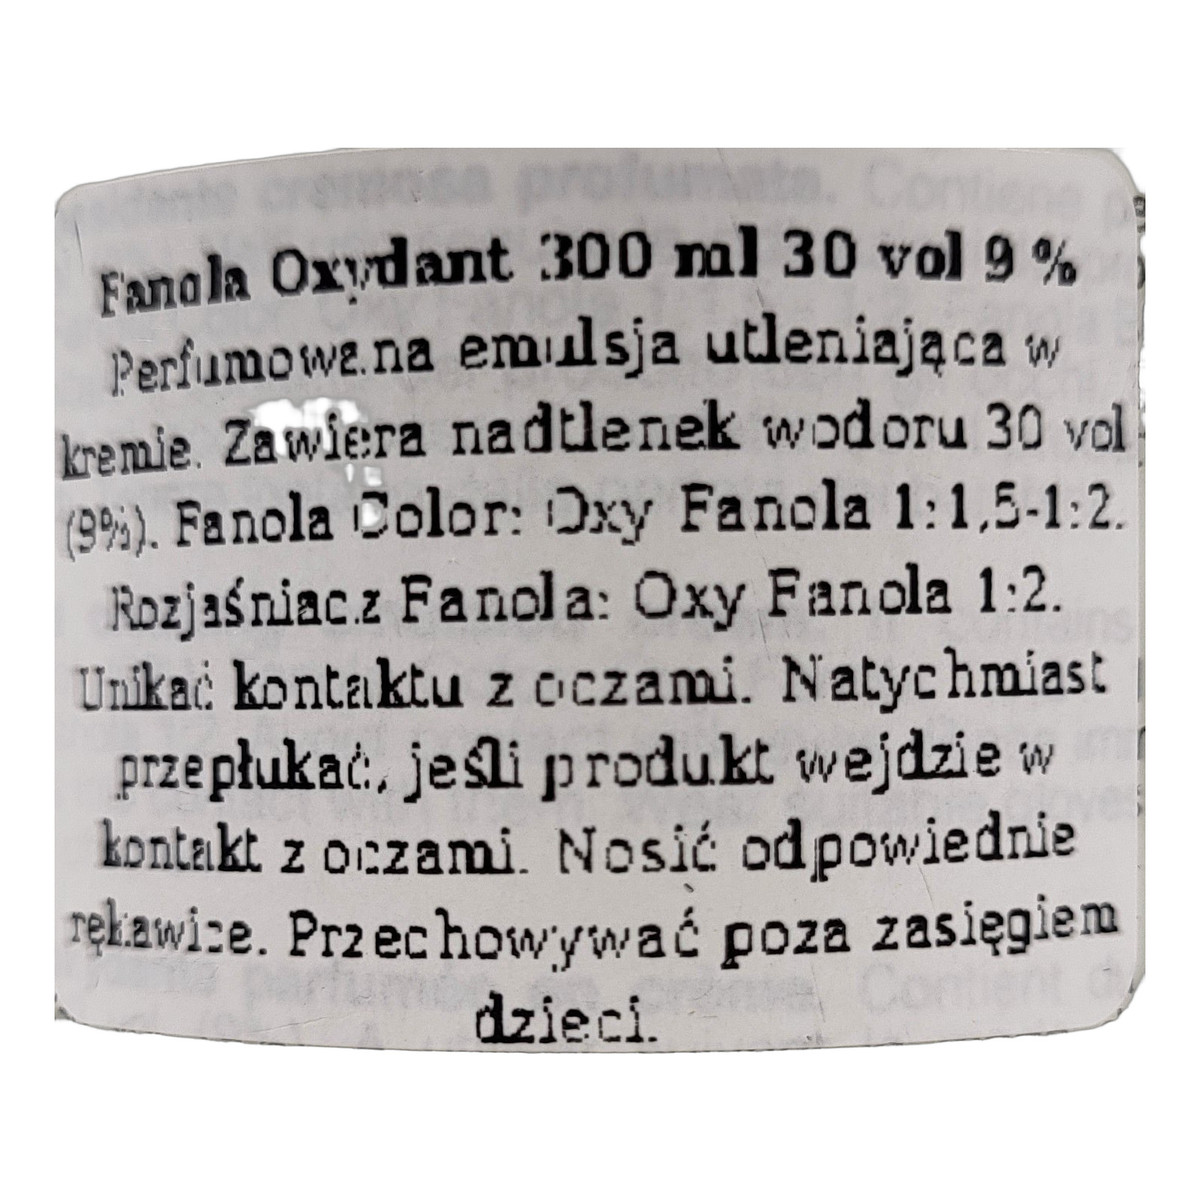 Fanola Oxydant 300 ml 30 vol 9 %
Perfumowana emulsja utleniająca w
kremie. Zawiera nadtlenek wodoru 30 vol
(9%). Fanola Color: Oxy Fanola 1:1,5-1:2.
Rozjaśniacz Fanola: Oxy Fanola 1:2.
Unikać kontaktu z oczami. Natychmiast
przepłukać, jeśli produkt wejdzie w
kontakt z oczami. Nosić odpowiednie
rękawice. Przechowywać poza zasięgiem
dzieci.